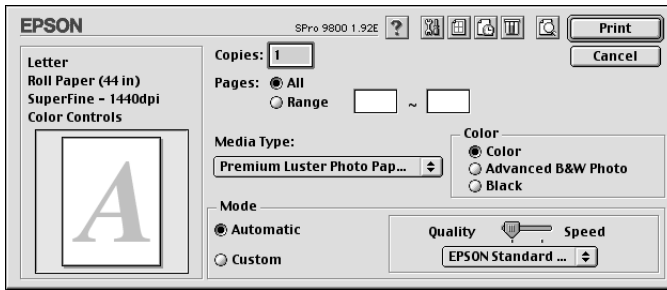 EPSON
SPro 9800 1.92E ?
Print
Cancel
Letter
Roll Paper (44 in)
SuperFine - 1440dpi
Color Controls
A
Copies: 1
Pages: All
Range ~
Media Type:
Premium Luster Photo Pap...
Color
Color
Advanced B&W Photo
Black
Mode
Automatic
Custom
Quality Speed
EPSON Standard ...